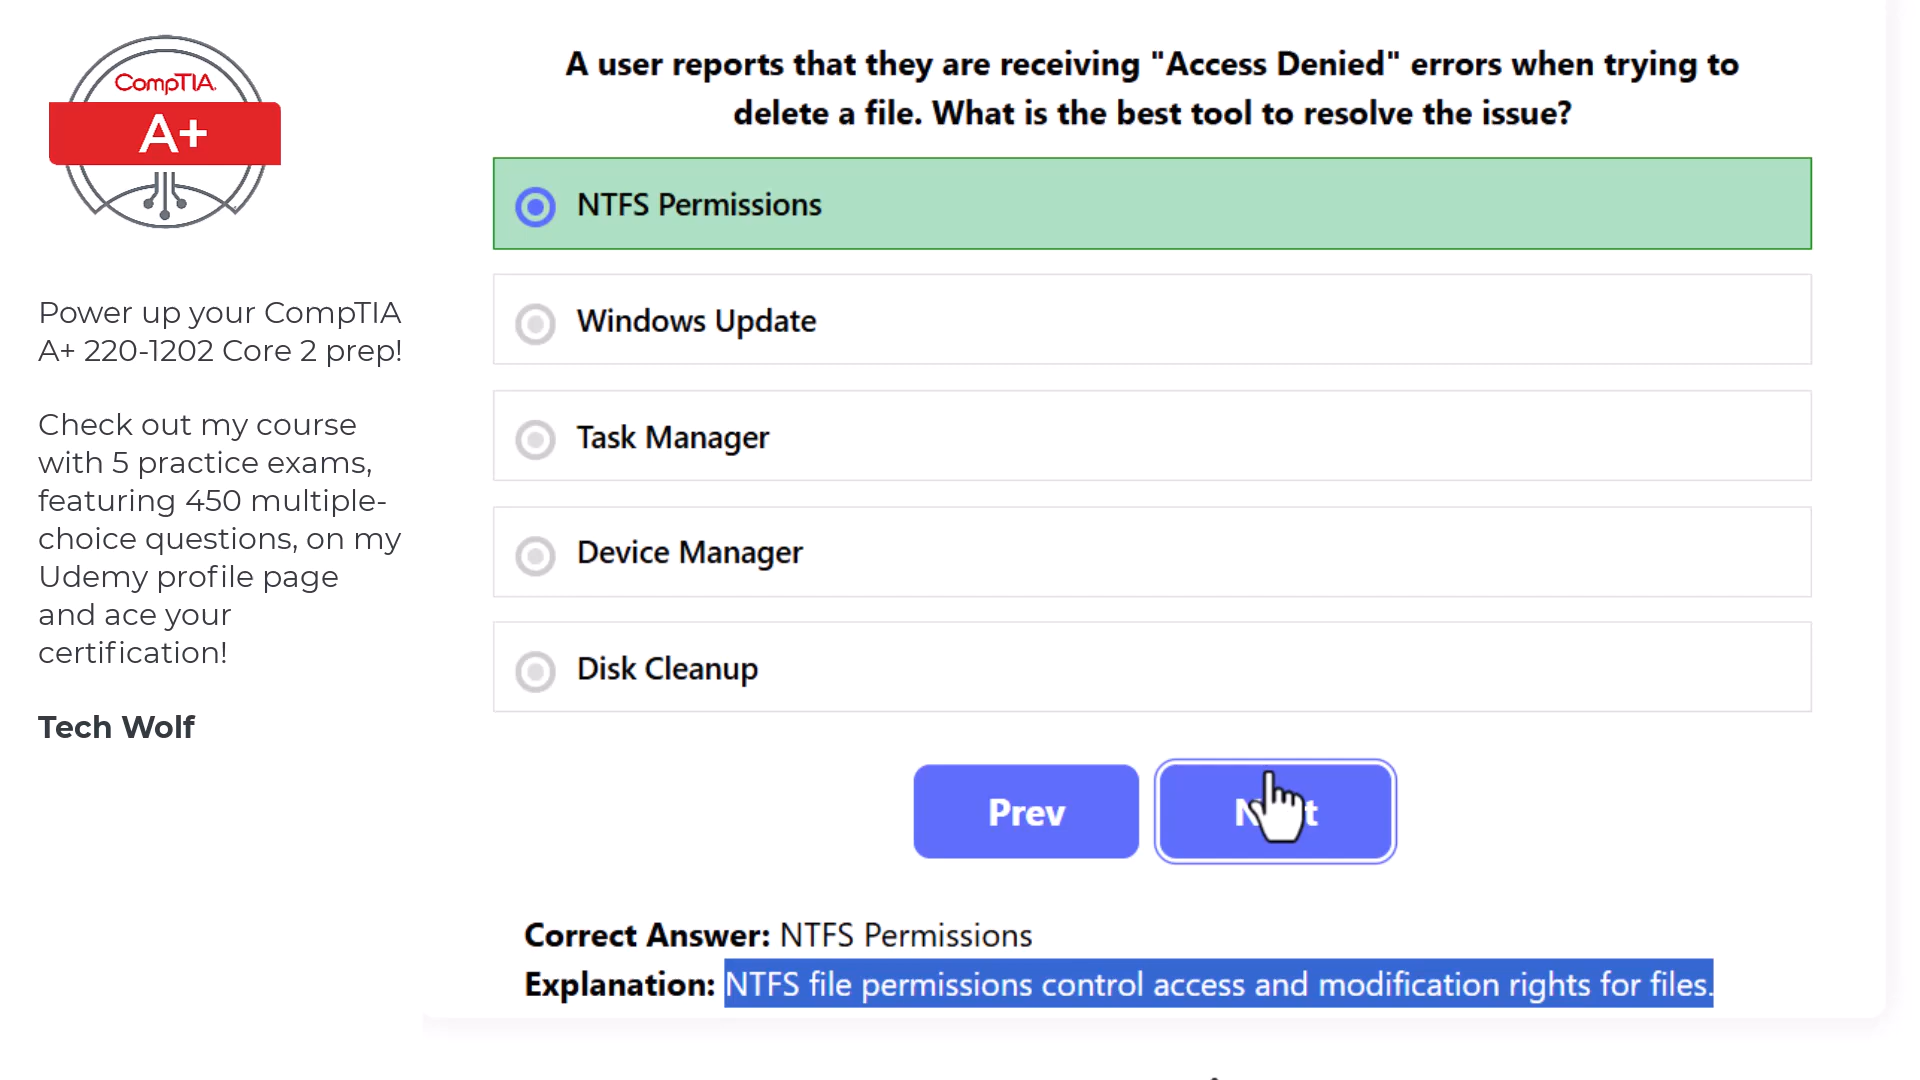 CompTIA.
A+
Power up your CompTIA
A+ 220-1202 Core 2 prep!
Check out my course
with 5 practice exams,
featuring 450 multiple-
choice questions, on my
Udemy profile page
and ace your
certification!
Tech Wolf
A user reports that they are receiving "Access Denied" errors when trying to
delete a file. What is the best tool to resolve the issue?
NTFS Permissions
Windows Update
Task Manager
Device Manager
Disk Cleanup
Prev
Correct Answer: NTFS Permissions
Explanation: NTFS file permissions control access and modification rights for files.